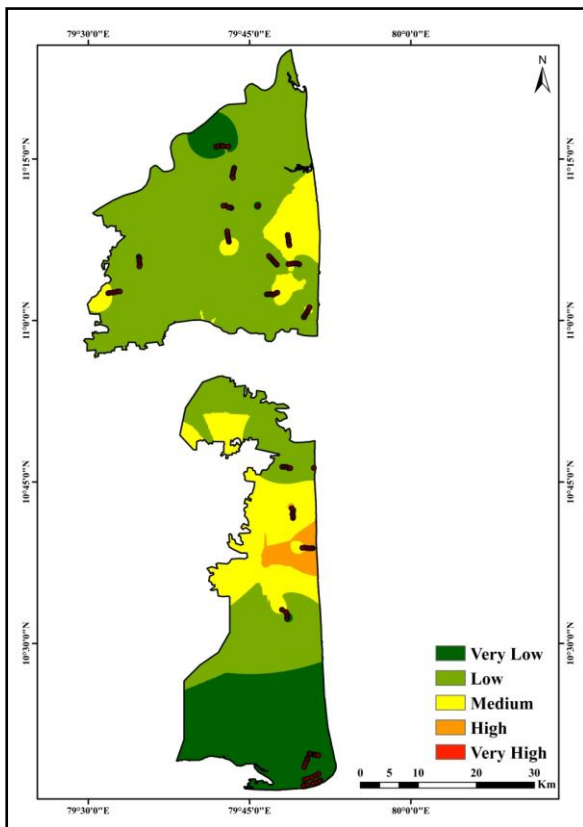 79°30'0"E 79°45'0"E 80°0'0"E
N
11°15'0"N 11°15'0"N
11°0'0"N 11°0'0"N
10°45'0"N 10°45'0"N
10°30'0"N 10°30'0"N
Very Low
Low
Medium
High
Very High
0 5 10 20 30
Km
79°30'0"E 79°45'0"E 80°0'0"E